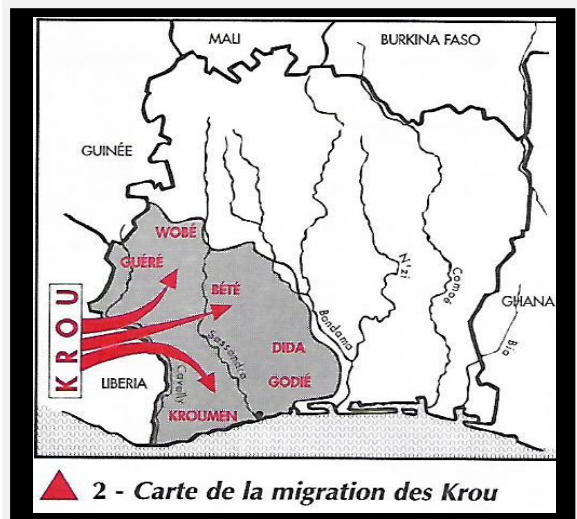 MALI
BURKINA FASO
GUINÉE
WOBÉ
GUÉRÉ
BÉTÉ
N'zi
Comoé
GHANA
KROU
Sassandra
Bandama
Bia
DIDA
LIBERIA
Cavally
GODIÉ
KROUMEN
2 - Carte de la migration des Krou